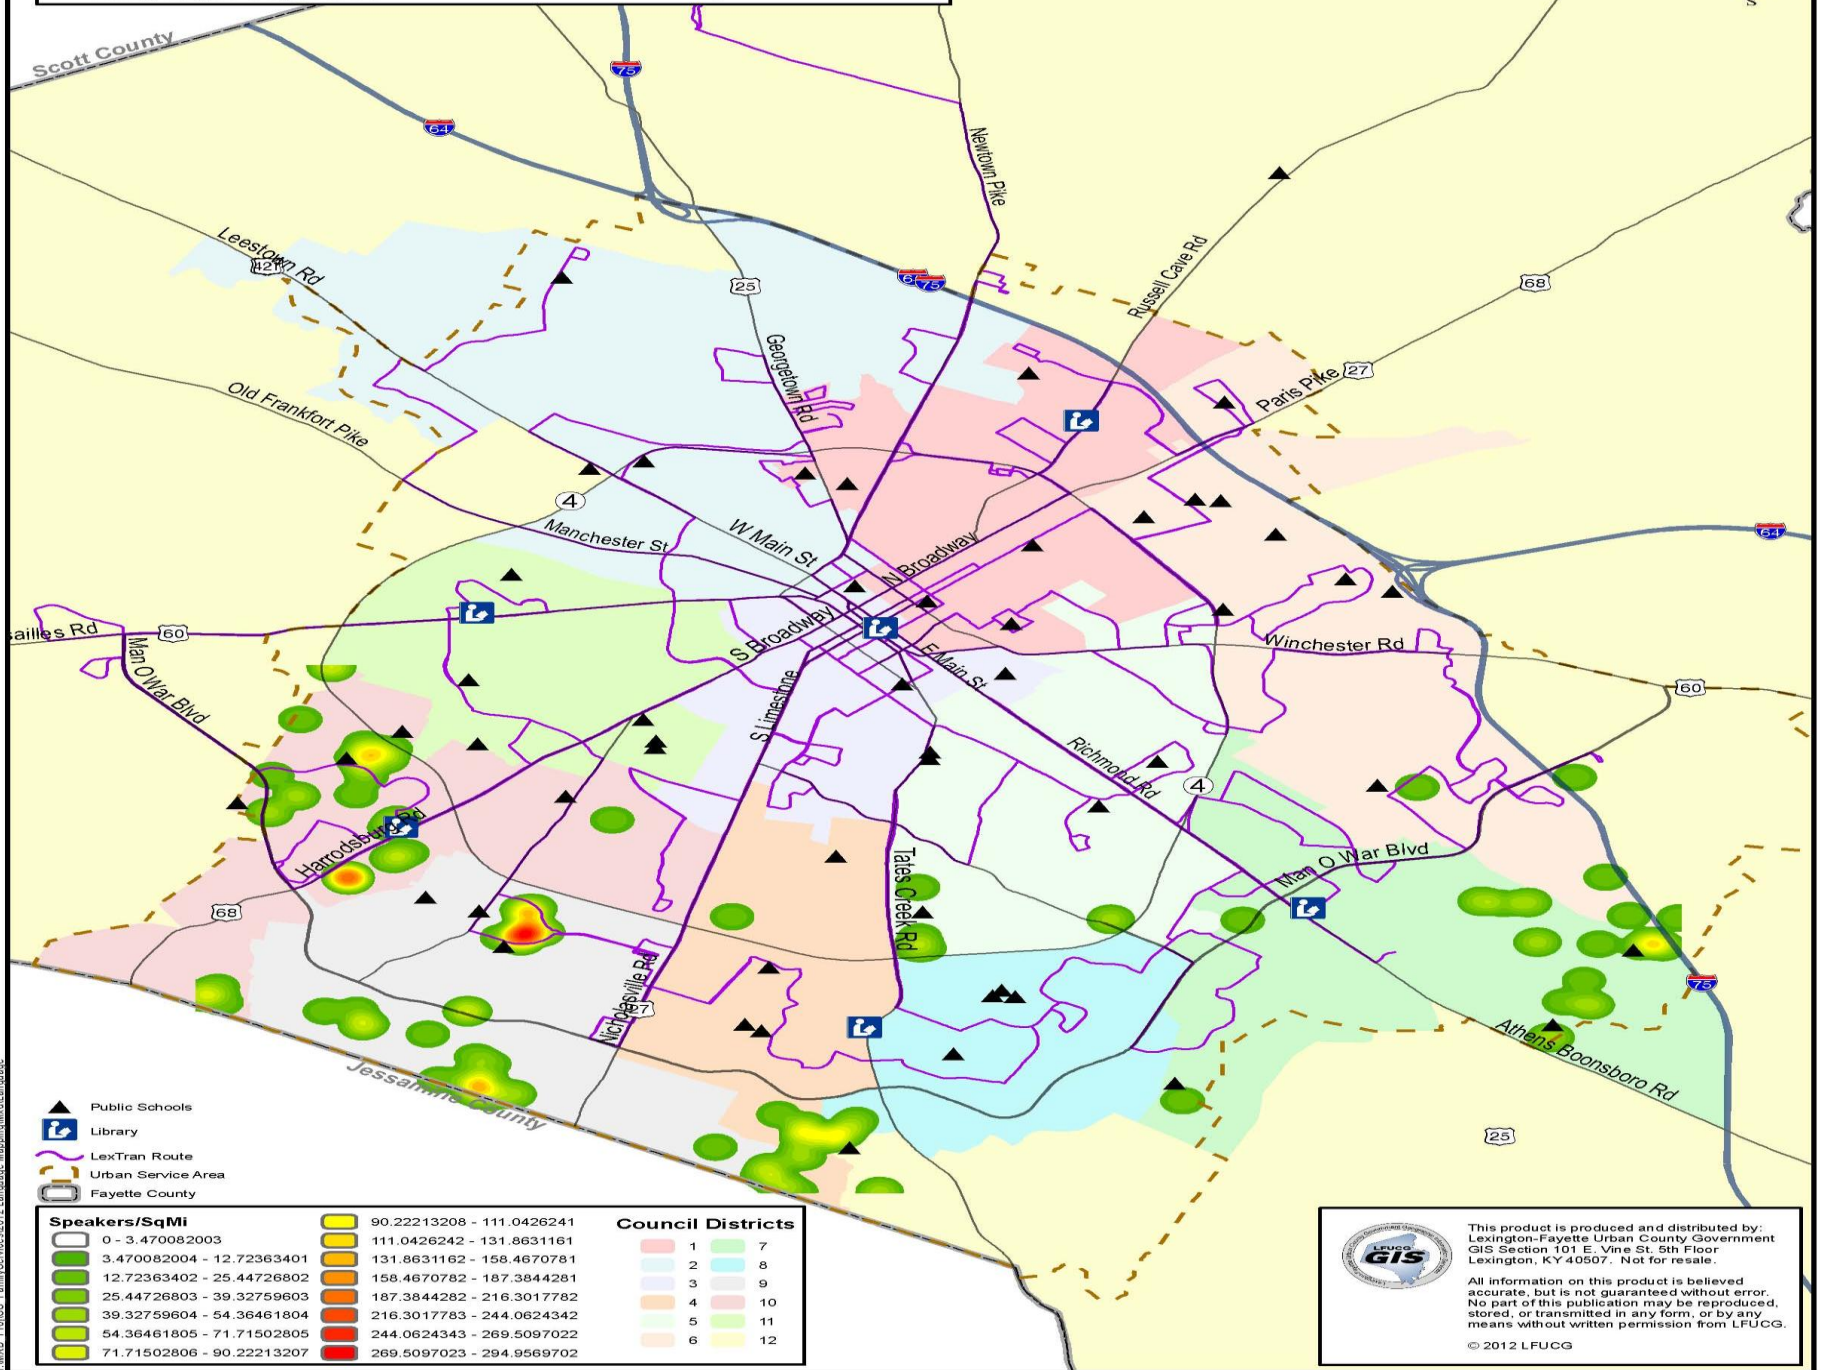 Scott County
75
64
Newtown Pike
Leestown Rd
421
25
75
Russell Cave Rd
68
Georgetown Rd
Old Frankfort Pike
27
Paris Pike
4
Manchester St
W Main St
N Broadway
64
sailles Rd
60
Man O War Blvd
S Broadway
E Main St
Winchester Rd
60
S Limestone
Richmond Rd
4
Harrodsburg Rd
68
Tates Creek Rd
Man O War Blvd
Nicholasville Rd
75
Athens Boonsboro Rd
25
Jessamine County
Public Schools
Library
LexTran Route
Urban Service Area
Fayette County
Speakers/SqMi
0 - 3.470082003
3.470082004 - 12.72363401
12.72363402 - 25.44726802
25.44726803 - 39.32759603
39.32759604 - 54.36461804
54.36461805 - 71.71502805
71.71502806 - 90.22213207
90.22213208 - 111.0426241
111.0426242 - 131.8631161
131.8631162 - 158.4670781
158.4670782 - 187.3844281
187.3844282 - 216.3017782
216.3017783 - 244.0624342
244.0624343 - 269.5097022
269.5097023 - 294.9569702
Council Districts
1 7
2 8
3 9
4 10
5 11
6 12
LFUCG
GIS
This product is produced and distributed by:
Lexington-Fayette Urban County Government
GIS Section 101 E. Vine St. 5th Floor
Lexington, KY 40507. Not for resale.
All information on this product is believed
accurate, but is not guaranteed without error.
No part of this publication may be reproduced,
stored, or transmitted in any form, or by any
means without written permission from LFUCG.
© 2012 LFUCG